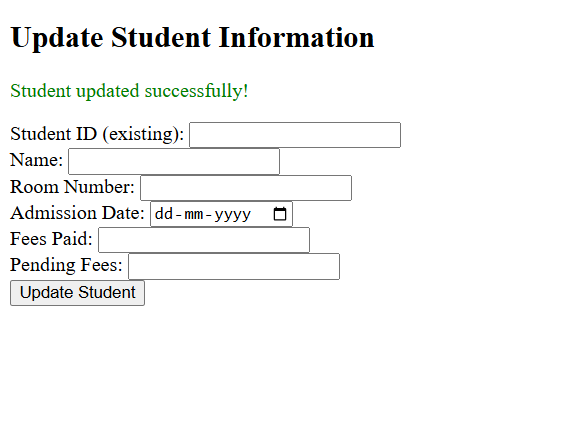 Update Student Information
Student updated successfully!
Student ID (existing):
Name:
Room Number:
Admission Date: dd-mm-yyyy
Fees Paid:
Pending Fees:
Update Student